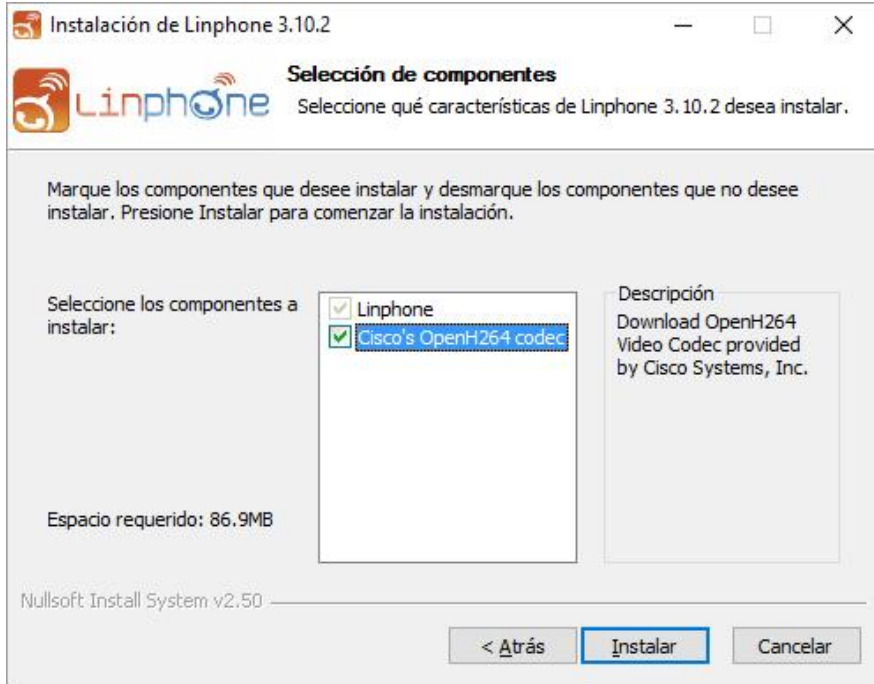 Instalación de Linphone 3.10.2
Linphone
Selección de componentes
Seleccione qué características de Linphone 3.10.2 desea instalar.
Marque los componentes que desee instalar y desmarque los componentes que no desee
instalar. Presione Instalar para comenzar la instalación.
Seleccione los componentes a
instalar:
Linphone
Cisco's OpenH264 codec
Descripción
Download OpenH264
Video Codec provided
by Cisco Systems, Inc.
Espacio requerido: 86.9MB
Nullsoft Install System v2.50
< Atrás
Instalar
Cancelar